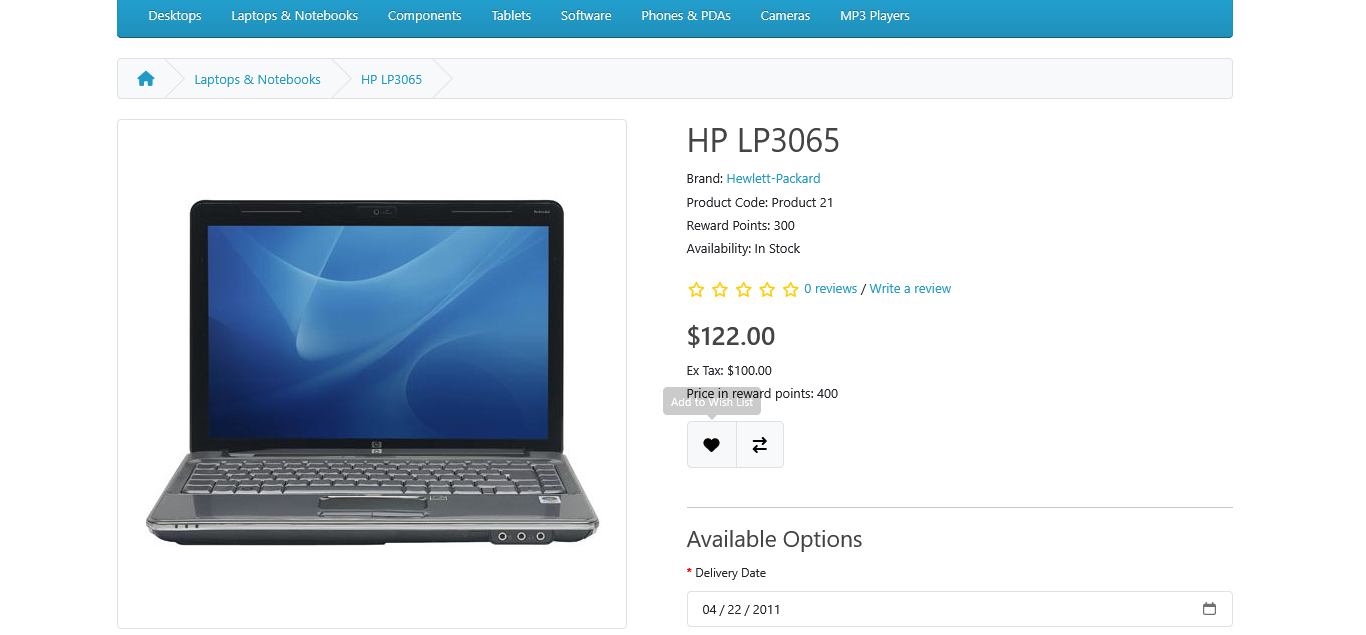 Desktops Laptops & Notebooks Components Tablets Software Phones & PDAs Cameras MP3 Players
Laptops & Notebooks HP LP3065
HP LP3065
Brand: Hewlett-Packard
Product Code: Product 21
Reward Points: 300
Availability: In Stock
0 reviews / Write a review
$122.00
Ex Tax: $100.00
Price in reward points: 400
Add to Wish List
Available Options
* Delivery Date
04 / 22 / 2011